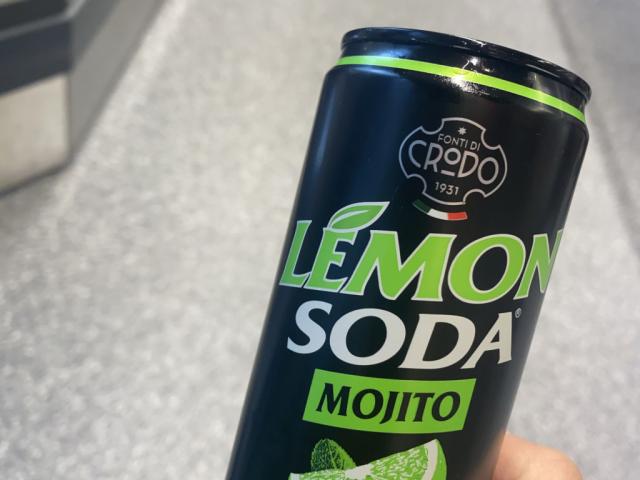 FONTI DI
CRODO
1931
LEMON
SODA®
MOJITO